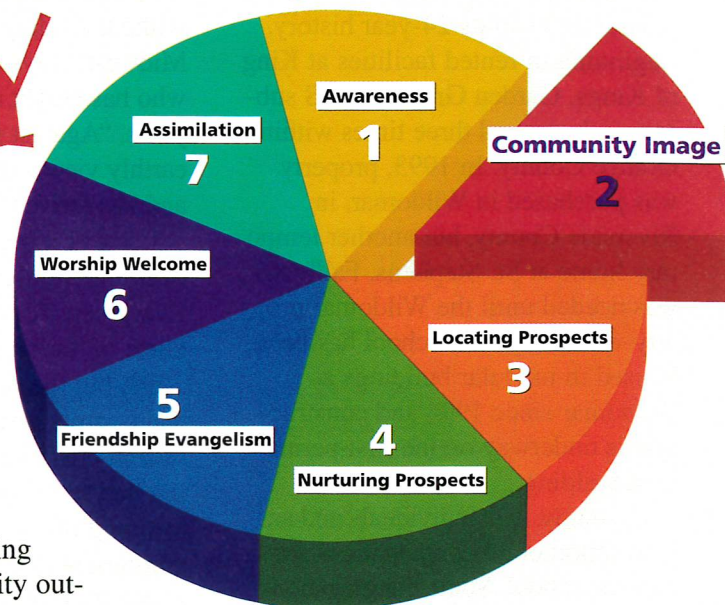 Awareness
1
Community Image
2
Locating Prospects
3
4
Nurturing Prospects
5
Friendship Evangelism
Worship Welcome
6
Assimilation
7
ity out-